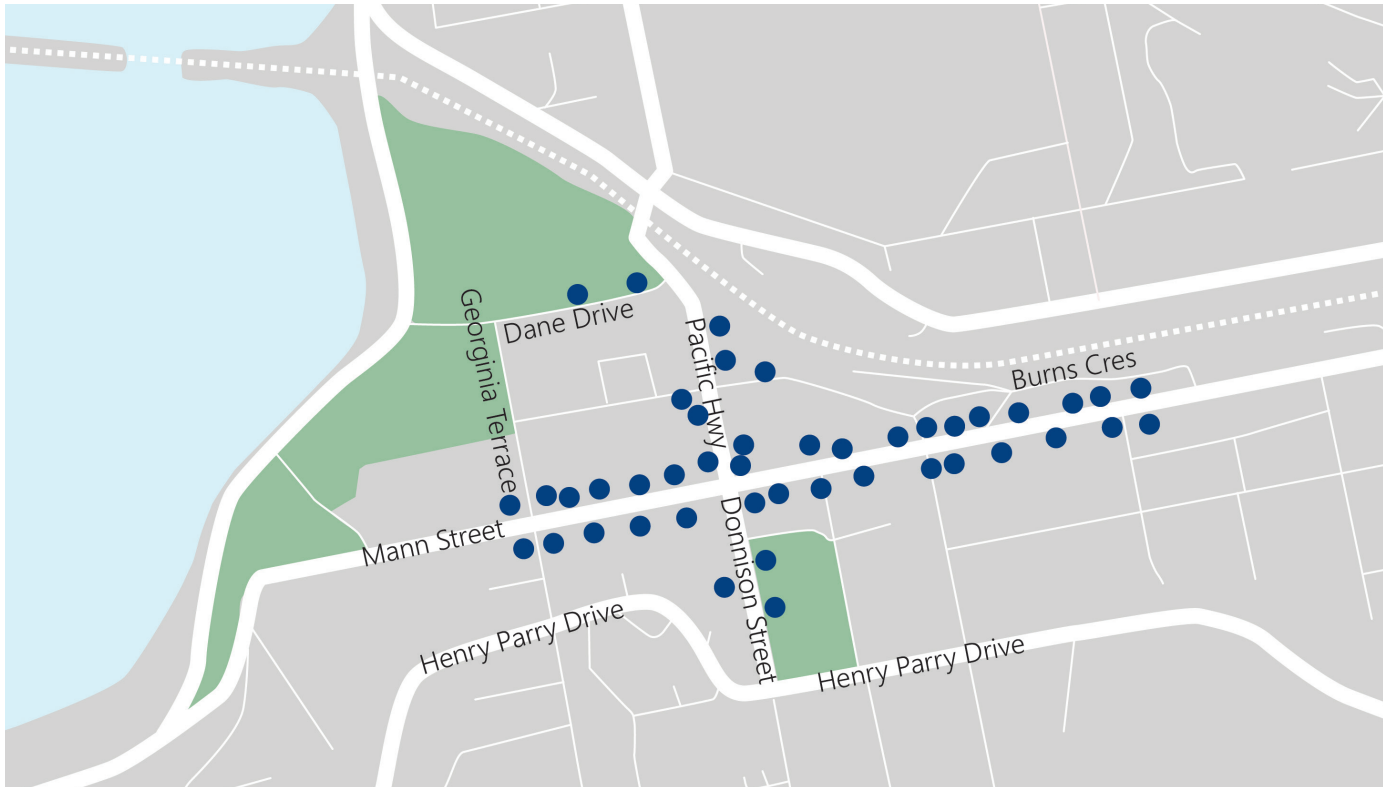 Georginia Terrace
Dane Drive
Pacific Hwy
Burns Cres
Mann Street
Donnison Street
Henry Parry Drive
Henry Parry Drive